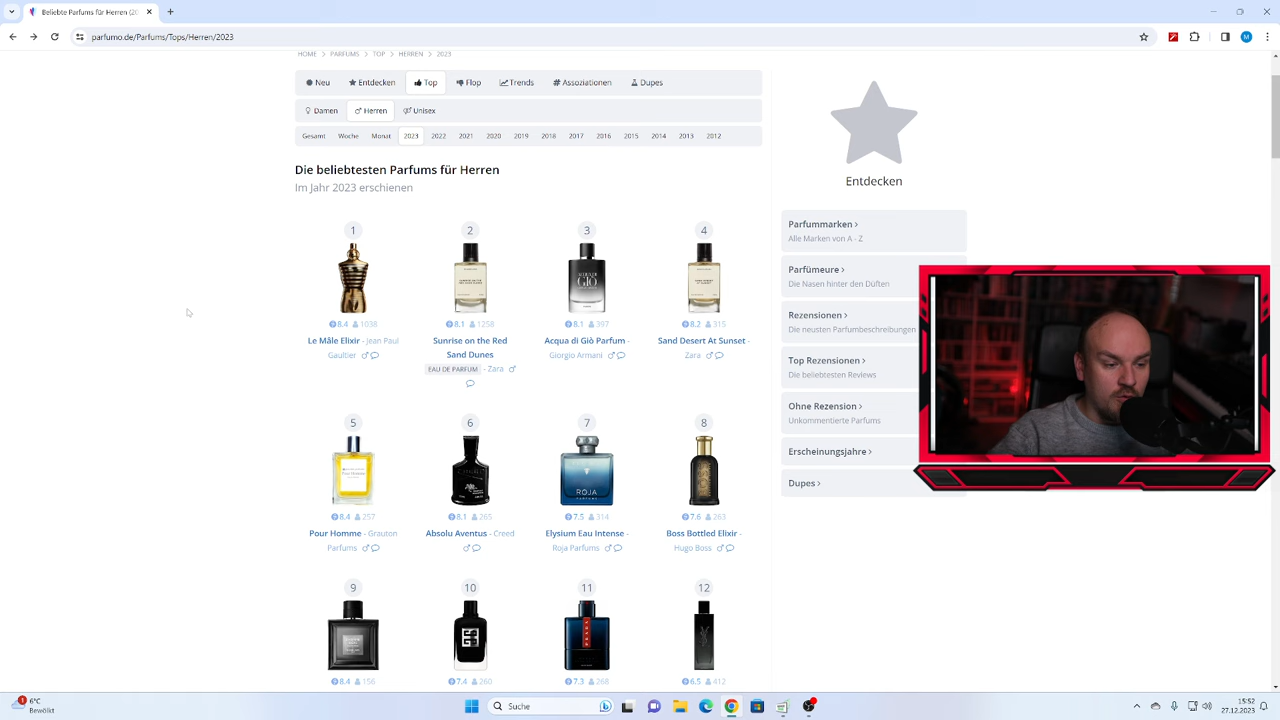 Beliebte Parfums für Herren (20
parfumo.de/Parfums/Tops/Herren/2023
HOME > PARFUMS > TOP > HERREN > 2023
Neu Entdecken Top Flop Trends # Assoziationen Dupes
Damen Herren Unisex
Gesamt Woche Monat 2023 2022 2021 2020 2019 2018 2017 2016 2015 2014 2013 2012
Die beliebtesten Parfums für Herren
Im Jahr 2023 erschienen
Entdecken
Parfummarken >
Alle Marken von A - Z
Parfümeure >
Die Nasen hinter den Düften
Rezensionen >
Die neusten Parfumbeschreibungen
Top Rezensionen >
Die beliebtesten Reviews
Ohne Rezension >
Unkommentierte Parfums
Erscheinungsjahre >
Dupes >
1 2 3 4
8.4 1038 8.1 1258 8.1 397 8.2 315
Le Mâle Elixir - Jean Paul
Gaultier
Sunrise on the Red
Sand Dunes
EAU DE PARFUM - Zara
Acqua di Giò Parfum -
Giorgio Armani
Sand Desert At Sunset -
Zara
5 6 7 8
ROJA
8.4 257 8.1 265 7.5 314 7.6 263
Pour Homme - Grauton
Parfums
Absolu Aventus - Creed
Elysium Eau Intense -
Roja Parfums
Boss Bottled Elixir -
Hugo Boss
9 10 11 12
PRADA
8.4 156 7.4 260 7.3 268 6.5 412
1
6°C
Bewölkt
Suche
15:52
27.12.2023